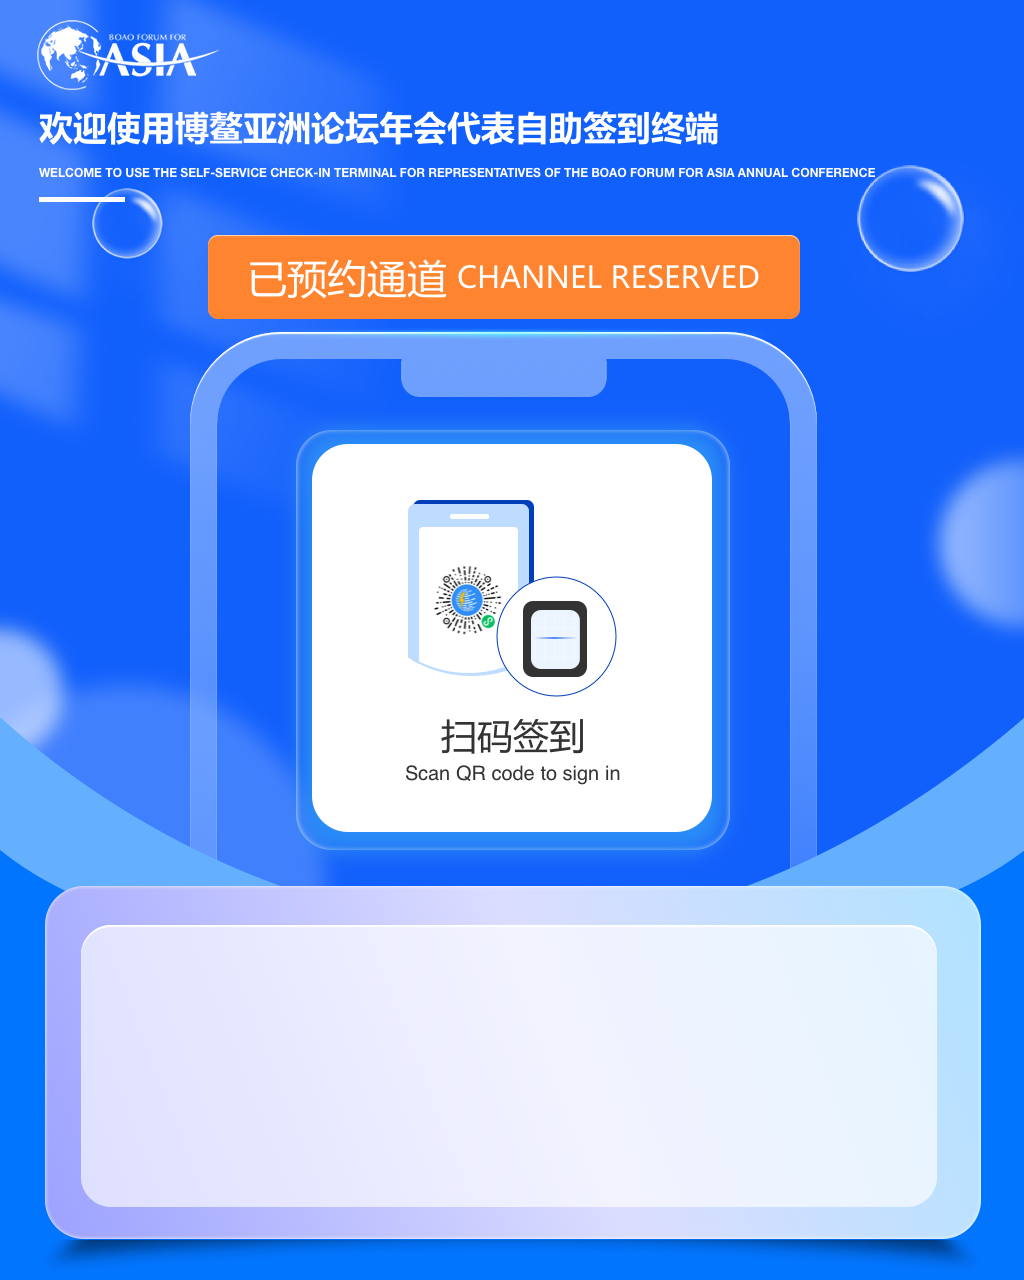 BOAO FORUM FOR
ASIA
欢迎使用博鳌亚洲论坛年会代表自助签到终端
WELCOME TO USE THE SELF-SERVICE CHECK-IN TERMINAL FOR REPRESENTATIVES OF THE BOAO FORUM FOR ASIA ANNUAL CONFERENCE
已预约通道 CHANNEL RESERVED
扫码签到
Scan QR code to sign in